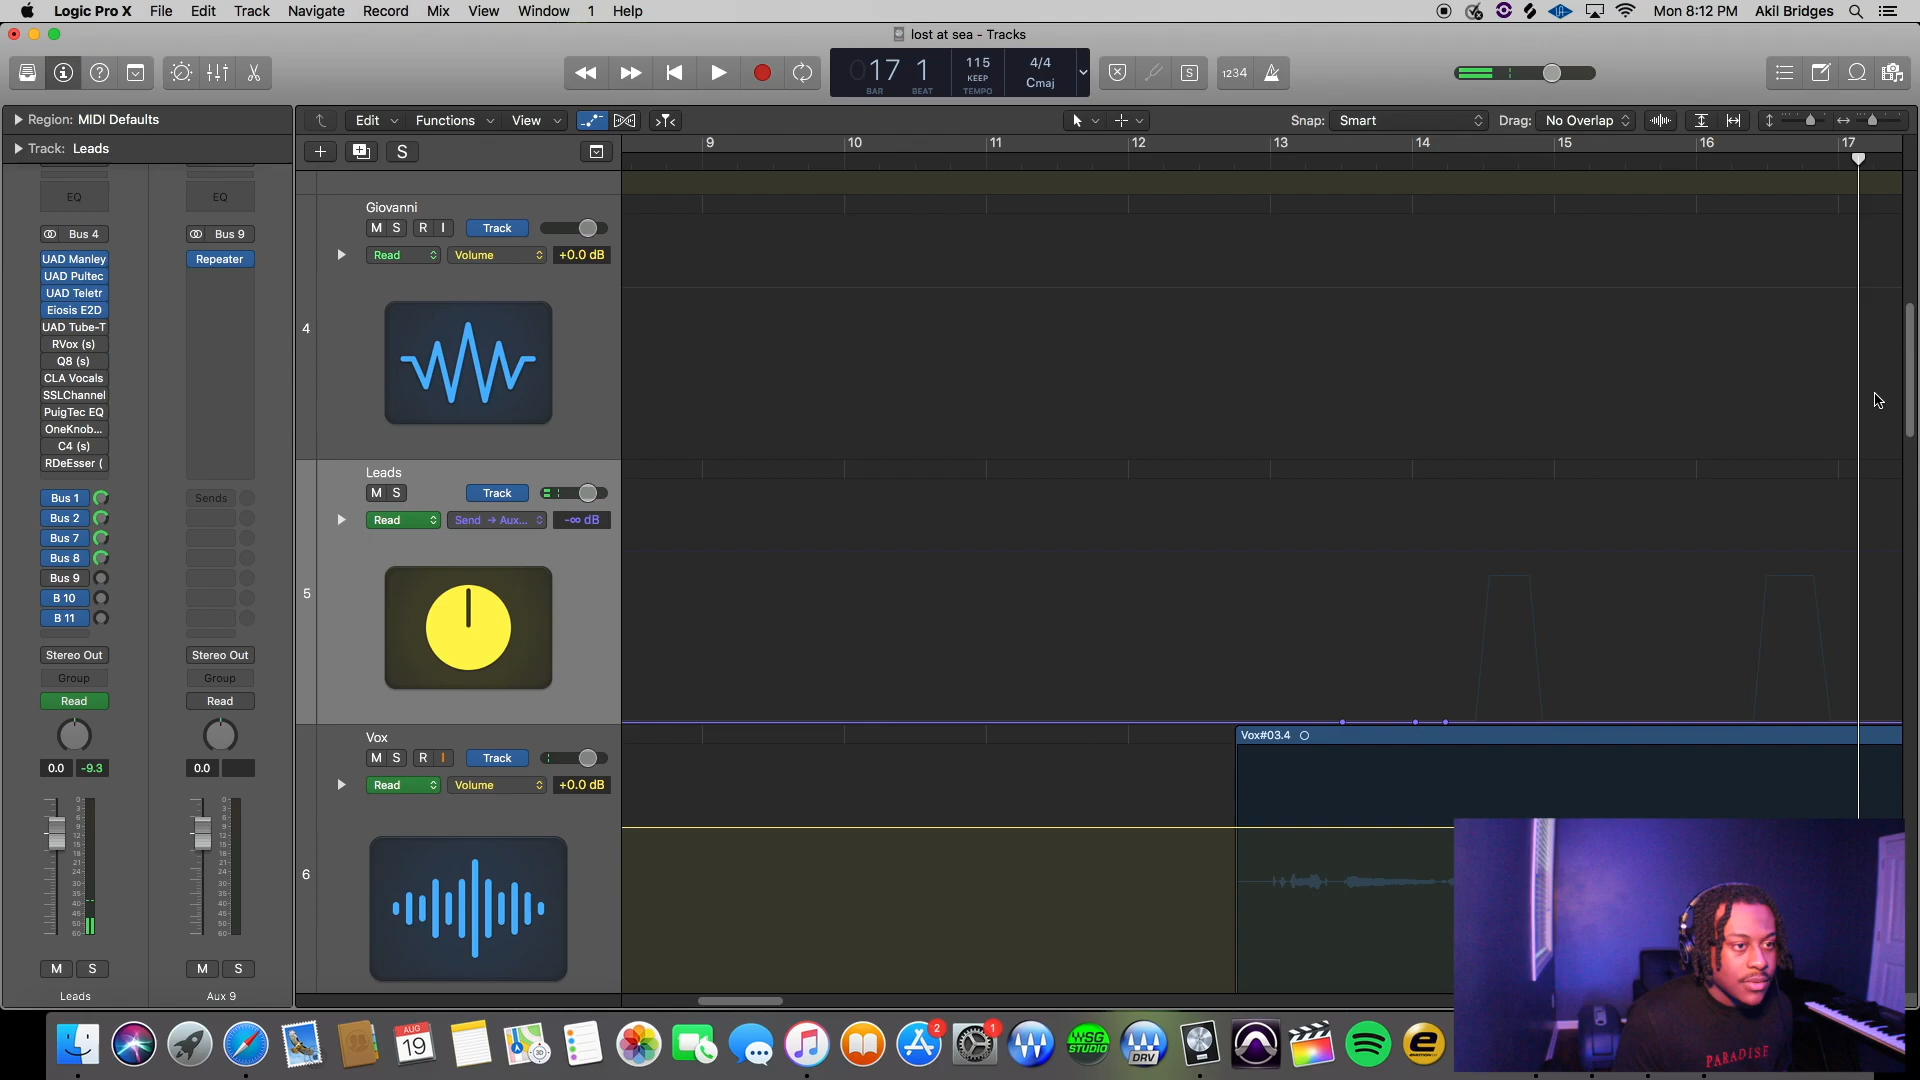 Logic Pro X File Edit Track Navigate Record Mix View Window 1 Help
Mon 8:12 PM Akil Bridges
lost at sea - Tracks
17 1
BAR BEAT
115
KEEP
TEMPO
4/4
Cmaj
S
1234
Region: MIDI Defaults
Track: Leads
Edit Functions View
Snap: Smart
Drag: No Overlap
S
9 10 11 12 13 14 15 16 17
EQ
Bus 4
UAD Manley
UAD Pultec
UAD Teletr
Eiosis E2D
UAD Tube-T
RVox (s)
Q8 (s)
CLA Vocals
SSLChannel
PuigTec EQ
OneKnob...
C4 (s)
RDeEsser (
Bus 1
Bus 2
Bus 7
Bus 8
Bus 9
B 10
B 11
Stereo Out
Group
Read
0.0 -9.3
M S
Leads
EQ
Bus 9
Repeater
Sends
Stereo Out
Group
Read
0.0
M S
Aux 9
4
Giovanni
M S R I Track
Read Volume +0.0 dB
5
Leads
M S Track
Read Send → Aux... -∞ dB
6
Vox
M S R I Track
Read Volume +0.0 dB
Vox#03.4
AUG
19
3D
2
1
WSG
STUDIO
DRV
PARADISE